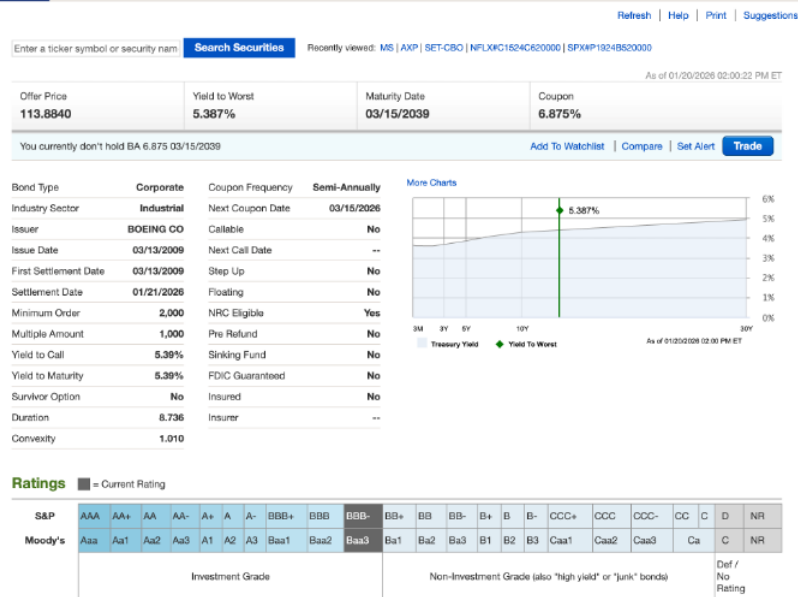 Refresh | Help | Print | Suggestions
Enter a ticker symbol or security nam Search Securities Recently viewed: MS | AXP | SET-CBO | NFLX#C1524C620000 | SPX#P1924B520000
As of 01/20/2026 02:00:22 PM ET
Offer Price Yield to Worst Maturity Date Coupon
113.8840 5.387% 03/15/2039 6.875%
You currently don't hold BA 6.875 03/15/2039 Add To Watchlist | Compare | Set Alert Trade
More Charts
Bond Type Corporate Coupon Frequency Semi-Annually
Industry Sector Industrial Next Coupon Date 03/15/2026
Issuer BOEING CO Callable No
Issue Date 03/13/2009 Next Call Date --
First Settlement Date 03/13/2009 Step Up No
Settlement Date 01/21/2026 Floating No
Minimum Order 2,000 NRC Eligible Yes
Multiple Amount 1,000 Pre Refund No
Yield to Call 5.39% Sinking Fund No
Yield to Maturity 5.39% FDIC Guaranteed No
Survivor Option No Insured No
Duration 8.736 Insurer --
Convexity 1.010
5.387%
6%
5%
4%
3%
2%
1%
0%
3M 3Y 5Y 10Y 30Y
Treasury Yield Yield To Worst As of 01/20/2026 02:00 PM ET
Ratings = Current Rating
S&P AAA AA+ AA AA- A+ A A- BBB+ BBB BBB- BB+ BB BB- B+ B B- CCC+ CCC CCC- CC C D NR
Moody's Aaa Aa1 Aa2 Aa3 A1 A2 A3 Baa1 Baa2 Baa3 Ba1 Ba2 Ba3 B1 B2 B3 Caa1 Caa2 Caa3 Ca C NR
Investment Grade Non-Investment Grade (also "high yield" or "junk" bonds) Def /
No
Rating